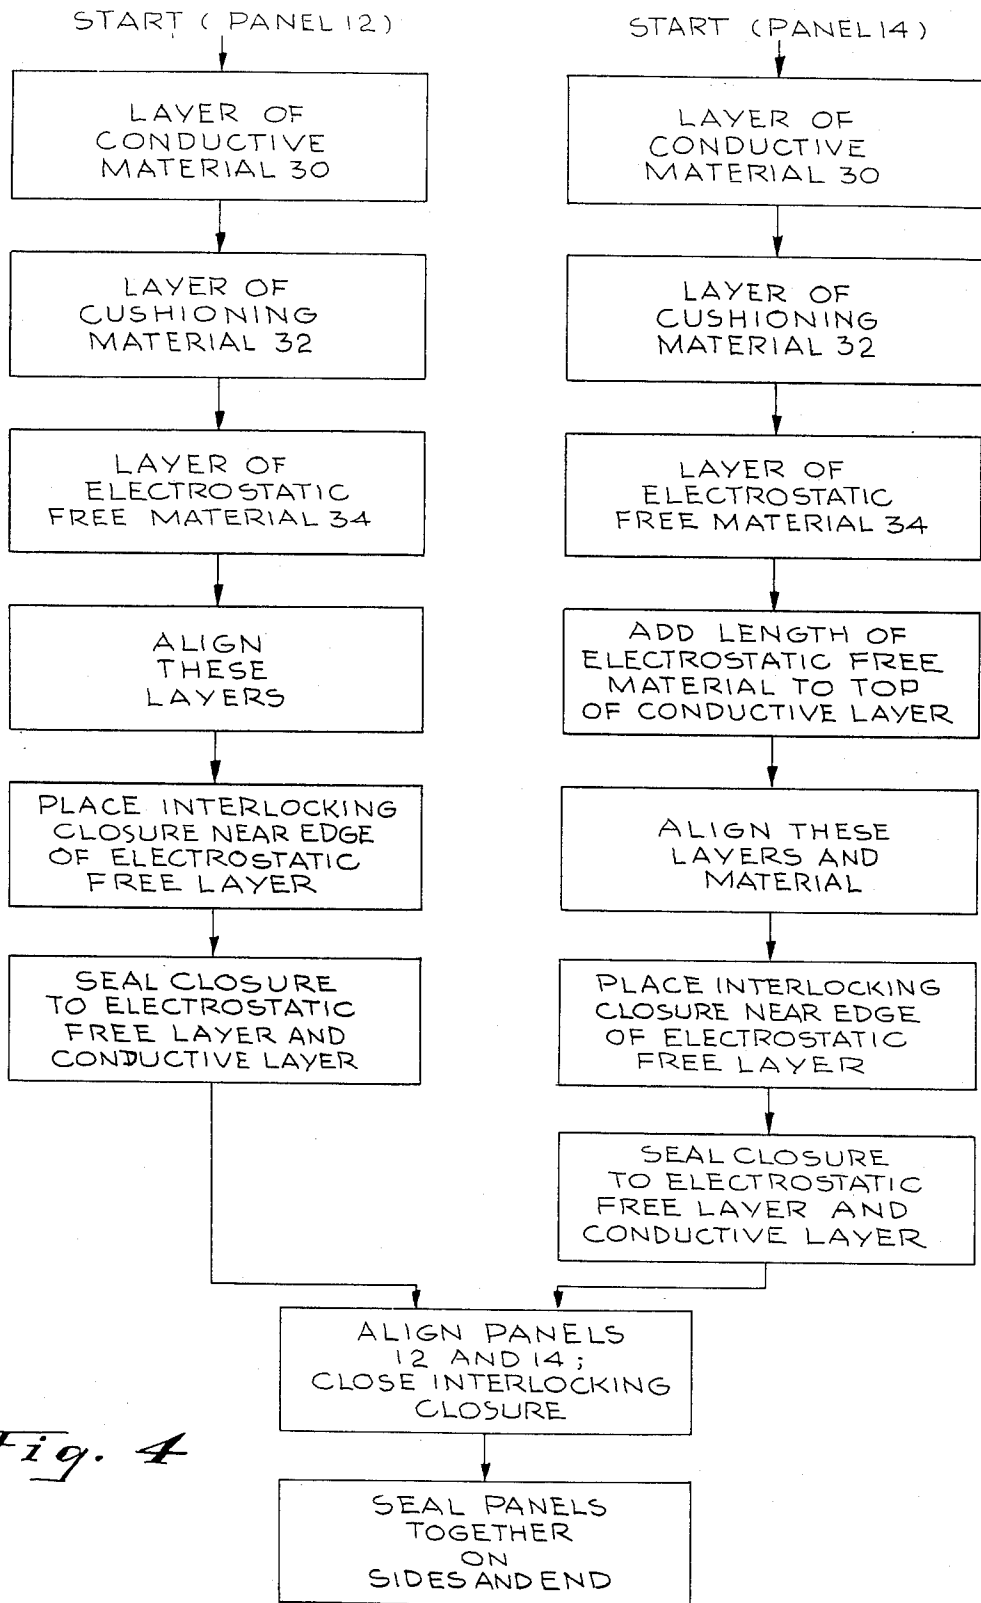 START (PANEL 12)
LAYER OF
CONDUCTIVE
MATERIAL 30
LAYER OF
CUSHIONING
MATERIAL 32
LAYER OF
ELECTROSTATIC
FREE MATERIAL 34
ALIGN
THESE
LAYERS
PLACE INTERLOCKING
CLOSURE NEAR EDGE
OF ELECTROSTATIC
FREE LAYER
SEAL CLOSURE
TO ELECTROSTATIC
FREE LAYER AND
CONDUCTIVE LAYER
START (PANEL 14)
LAYER OF
CONDUCTIVE
MATERIAL 30
LAYER OF
CUSHIONING
MATERIAL 32
LAYER OF
ELECTROSTATIC
FREE MATERIAL 34
ADD LENGTH OF
ELECTROSTATIC FREE
MATERIAL TO TOP
OF CONDUCTIVE LAYER
ALIGN THESE
LAYERS AND
MATERIAL
PLACE INTERLOCKING
CLOSURE NEAR EDGE
OF ELECTROSTATIC
FREE LAYER
SEAL CLOSURE
TO ELECTROSTATIC
FREE LAYER AND
CONDUCTIVE LAYER
ALIGN PANELS
12 AND 14;
CLOSE INTERLOCKING
CLOSURE
SEAL PANELS
TOGETHER
ON
SIDES AND END
Fig. 4